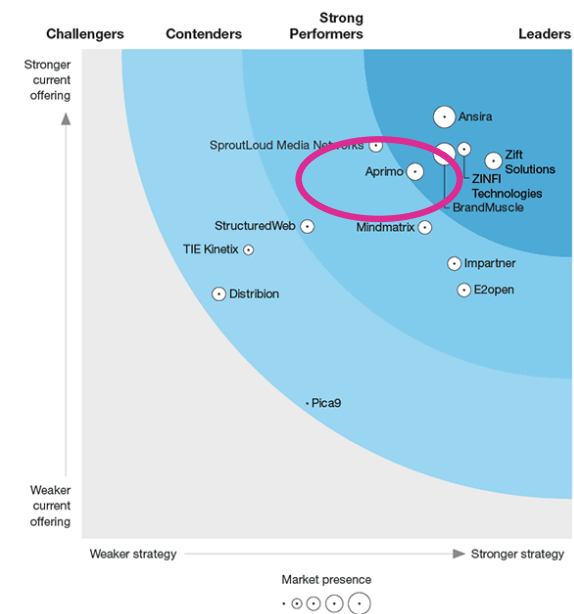 Challengers
Contenders
Strong
Performers
Leaders
Stronger
current
offering
Ansira
SproutLoud Media Networks
Zift
Solutions
Aprimo
ZINFI
Technologies
BrandMuscle
StructuredWeb
Mindmatrix
TIE Kinetix
Impartner
Distribion
E2open
Pica9
Weaker
current
offering
Weaker strategy
Stronger strategy
Market presence